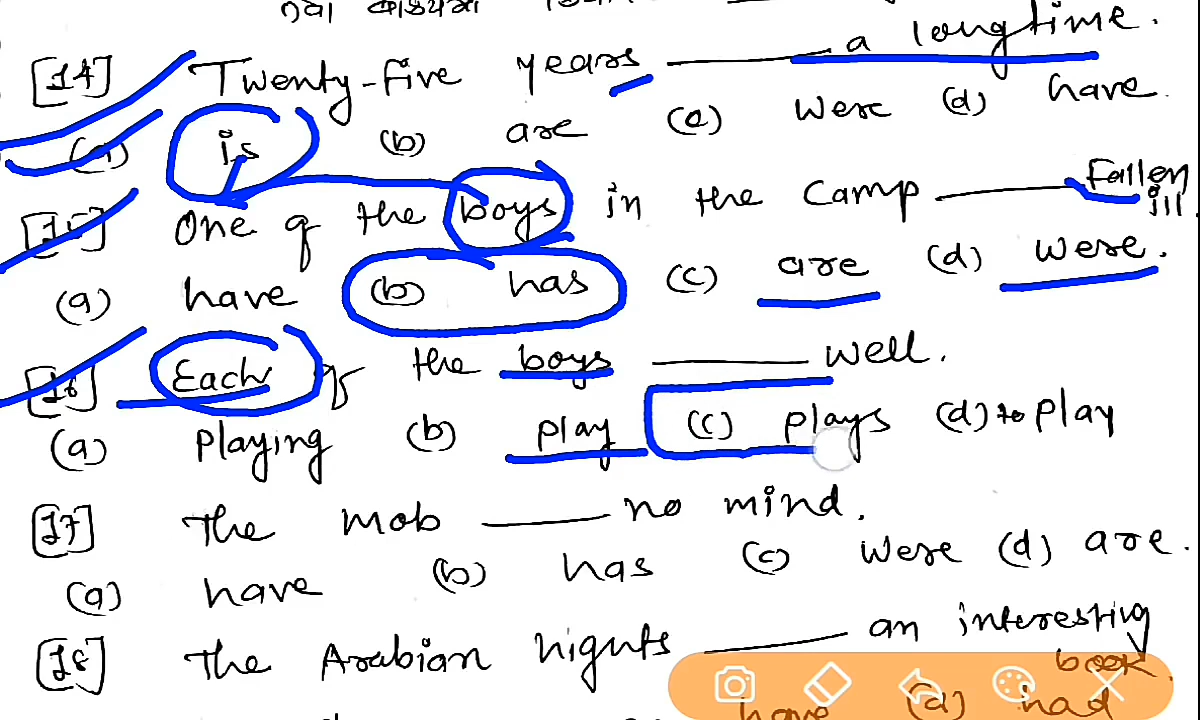 [14] Twenty-five years ______ a long time.
(a) is (b) are (c) were (d) have
[15] One of the boys in the camp ______ fallen ill.
(a) have (b) has (c) are (d) were.
[16] Each of the boys ______ well.
(a) playing (b) play (c) plays (d) to play
[17] The mob ______ no mind.
(a) have (b) has (c) were (d) are.
[18] The Arabian nights ______ an interesting book.
have (d) had